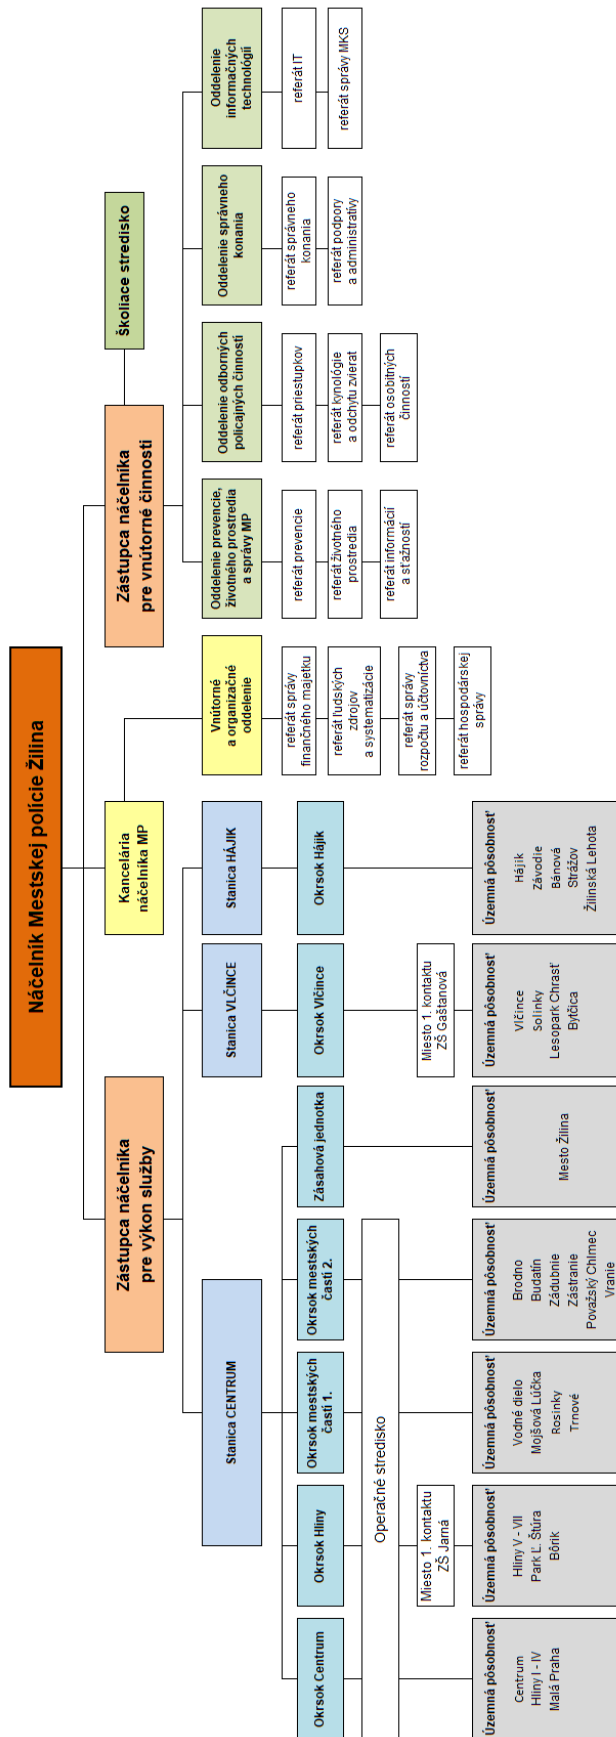 Náčelník Mestskej polície Žilina
Zástupca náčelníka
pre výkon služby
Kancelária
náčelníka MP
Zástupca náčelníka
pre vnútorné činnosti
Školiace stredisko
Stanica CENTRUM
Stanica VLČINCE
Stanica HÁJIK
Vnútorné
a organizačné
oddelenie
Oddelenie prevencie,
životného prostredia
a správy MP
Oddelenie odborných
policajných činností
Oddelenie správneho
konania
Oddelenie
informačných
technológií
Okrsok Centrum
Okrsok Hliny
Okrsok mestských
častí 1.
Okrsok mestských
častí 2.
Zásahová jednotka
Okrsok Vlčince
Okrsok Hájik
referát správy
finančného majetku
referát ľudských
zdrojov
a systematizácie
referát správy
rozpočtu a účtovníctva
referát hospodárskej
správy
referát prevencie
referát životného
prostredia
referát informácií
a sťažností
referát priestupkov
referát kynológie
a odchytu zvierat
referát osobitných
činností
referát správneho
konania
referát podpory
a administratívy
referát IT
referát správy MKS
Operačné stredisko
Miesto 1. kontaktu
ZŠ Jarná
Miesto 1. kontaktu
ZŠ Gaštanová
Územná pôsobnosť
Centrum
Hliny I - IV
Malá Praha
Územná pôsobnosť
Hliny V - VII
Park Ľ. Štúra
Bôrik
Územná pôsobnosť
Vodné dielo
Mojšová Lúčka
Rosinky
Trnové
Územná pôsobnosť
Brodno
Budatín
Zádubnie
Zástranie
Považský Chlmec
Vranie
Územná pôsobnosť
Mesto Žilina
Územná pôsobnosť
Vlčince
Solinky
Lesopark Chrasť
Bytčica
Územná pôsobnosť
Hájik
Závodie
Bánová
Strážov
Žilinská Lehota